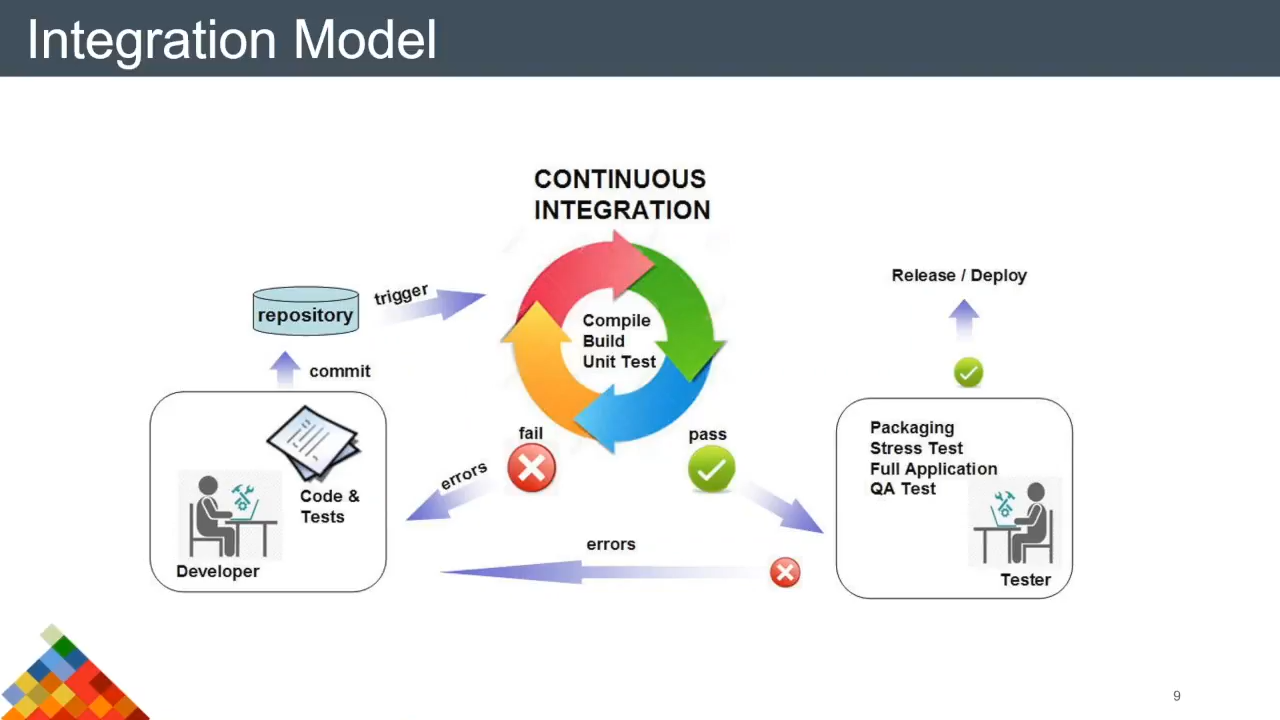 Integration Model
CONTINUOUS
INTEGRATION
Release / Deploy
trigger
repository
Compile
Build
Unit Test
commit
fail
pass
Packaging
Stress Test
Full Application
QA Test
errors
Code &
Tests
errors
Developer
Tester
9